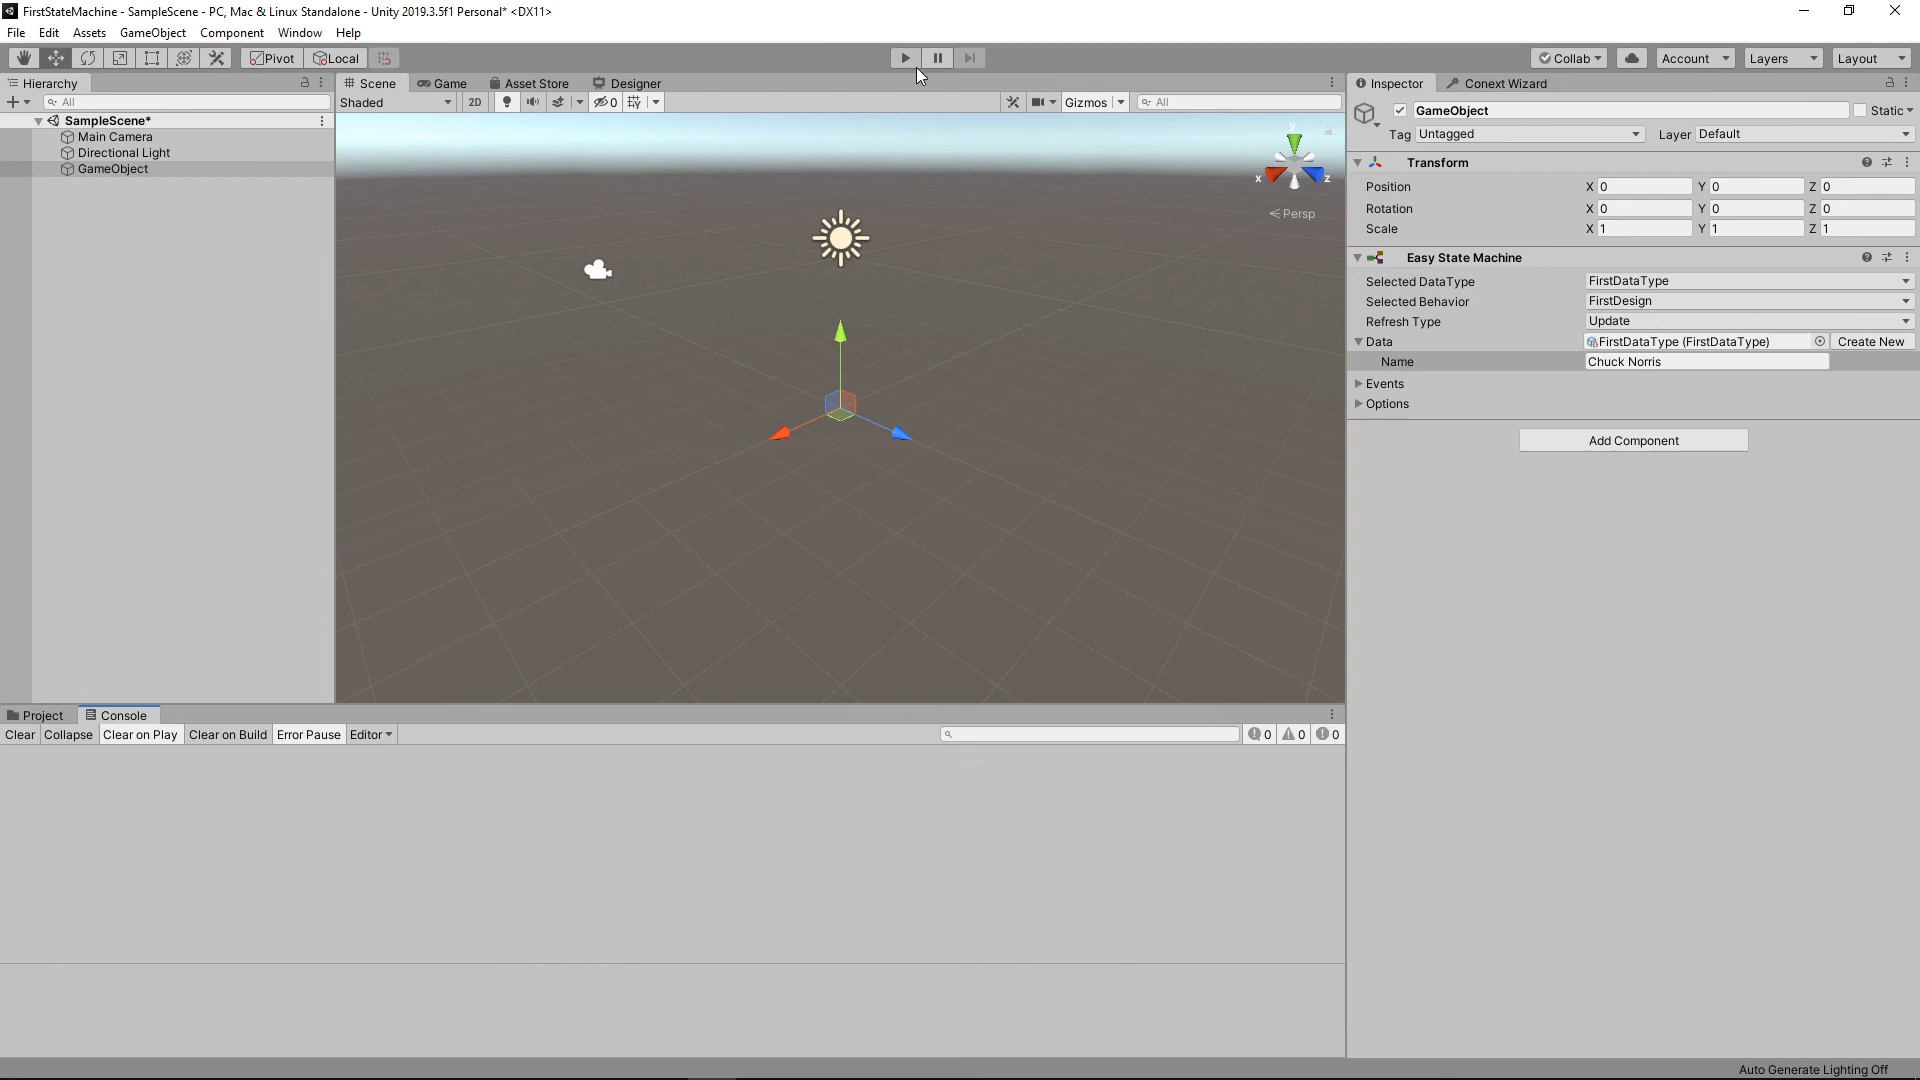 FirstStateMachine - SampleScene - PC, Mac & Linux Standalone - Unity 2019.3.5f1 Personal* <DX11>
File Edit Assets GameObject Component Window Help
Pivot Local Collab Account Layers Layout
Hierarchy
All
SampleScene*
Main Camera
Directional Light
GameObject
Scene Game Asset Store Designer
Shaded 2D 0 Gizmos All
y
x z
Persp
Inspector Conext Wizard
GameObject Static
Tag Untagged Layer Default
Transform
Position X 0 Y 0 Z 0
Rotation X 0 Y 0 Z 0
Scale X 1 Y 1 Z 1
Easy State Machine
Selected DataType FirstDataType
Selected Behavior FirstDesign
Refresh Type Update
Data FirstDataType (FirstDataType) Create New
Name Chuck Norris
Events
Options
Add Component
Project Console
Clear Collapse Clear on Play Clear on Build Error Pause Editor 0 0 0
Auto Generate Lighting Off